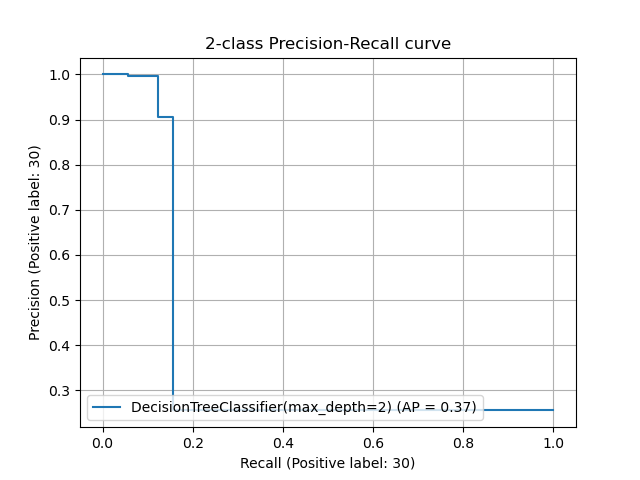 2-class Precision-Recall curve
Precision (Positive label: 30)
1.0
0.9
0.8
0.7
0.6
0.5
0.4
0.3
DecisionTreeClassifier(max_depth=2) (AP = 0.37)
0.0 0.2 0.4 0.6 0.8 1.0
Recall (Positive label: 30)